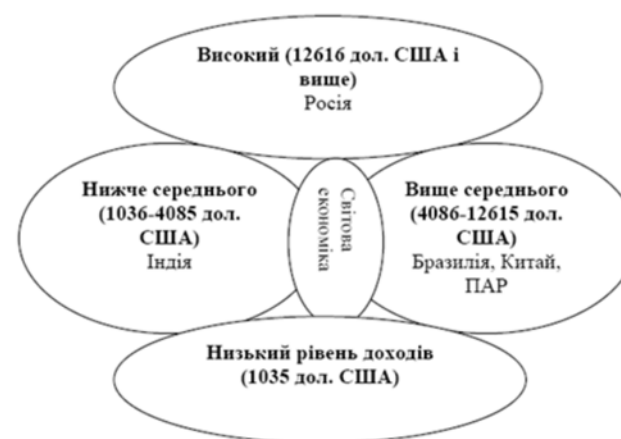 Високий (12616 дол. США і
вище)
Росія
Нижче середнього
(1036-4085 дол.
США)
Індія
Світова
економіка
Вище середнього
(4086-12615 дол.
США)
Бразилія, Китай,
ПАР
Низький рівень доходів
(1035 дол. США)